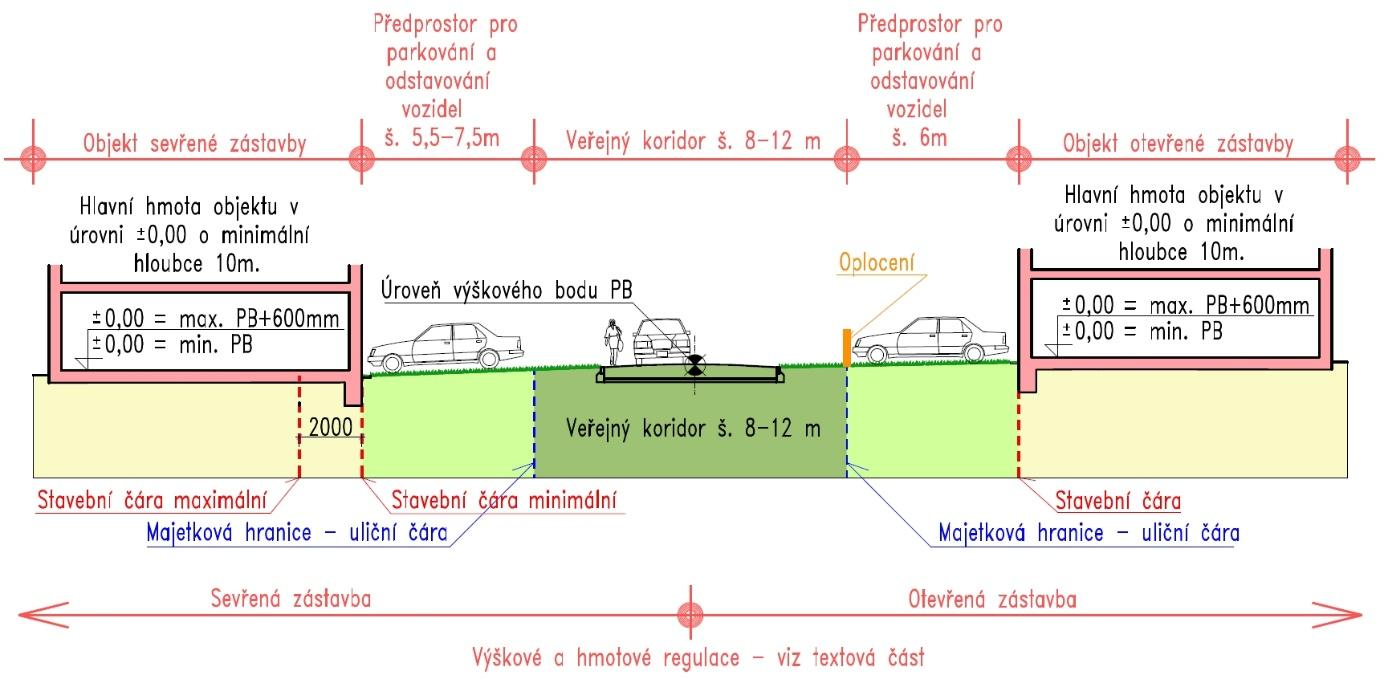 Předprostor pro
parkování a
odstavování
vozidel
š. 5,5-7,5m
Předprostor pro
parkování a
odstavování
vozidel
š. 6m
Objekt sevřené zástavby
Veřejný koridor š. 8-12 m
Objekt otevřené zástavby
Hlavní hmota objektu v
úrovni ±0,00 o minimální
hloubce 10m.
Hlavní hmota objektu v
úrovni ±0,00 o minimální
hloubce 10m.
Oplocení
Úroveň výškového bodu PB
±0,00 = max. PB+600mm
±0,00 = min. PB
±0,00 = max. PB+600mm
±0,00 = min. PB
2000
Veřejný koridor š. 8-12 m
Stavební čára maximální
Stavební čára minimální
Stavební čára
Majetková hranice - uliční čára
Majetková hranice - uliční čára
Sevřená zástavba
Otevřená zástavba
Výškové a hmotové regulace - viz textová část